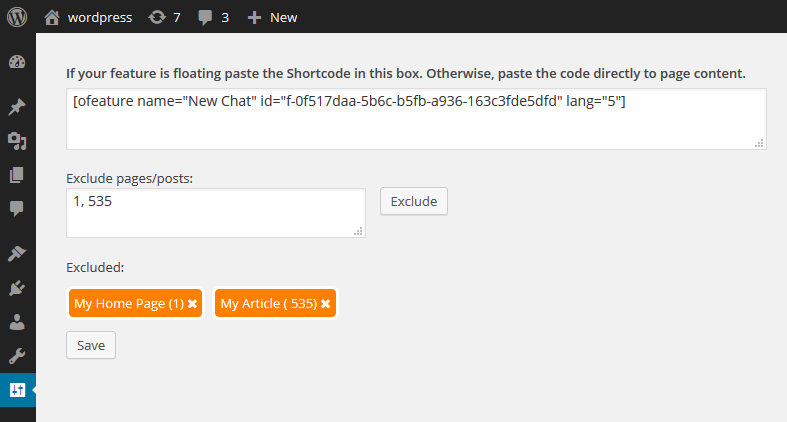 wordpress 7 3 New
If your feature is floating paste the Shortcode in this box. Otherwise, paste the code directly to page content.
[ofeature name="New Chat" id="f-0f517daa-5b6c-b5fb-a936-163c3fde5dfd" lang="5"]
Exclude pages/posts:
1, 535
Exclude
Excluded:
My Home Page (1) ✖ My Article ( 535) ✖
Save